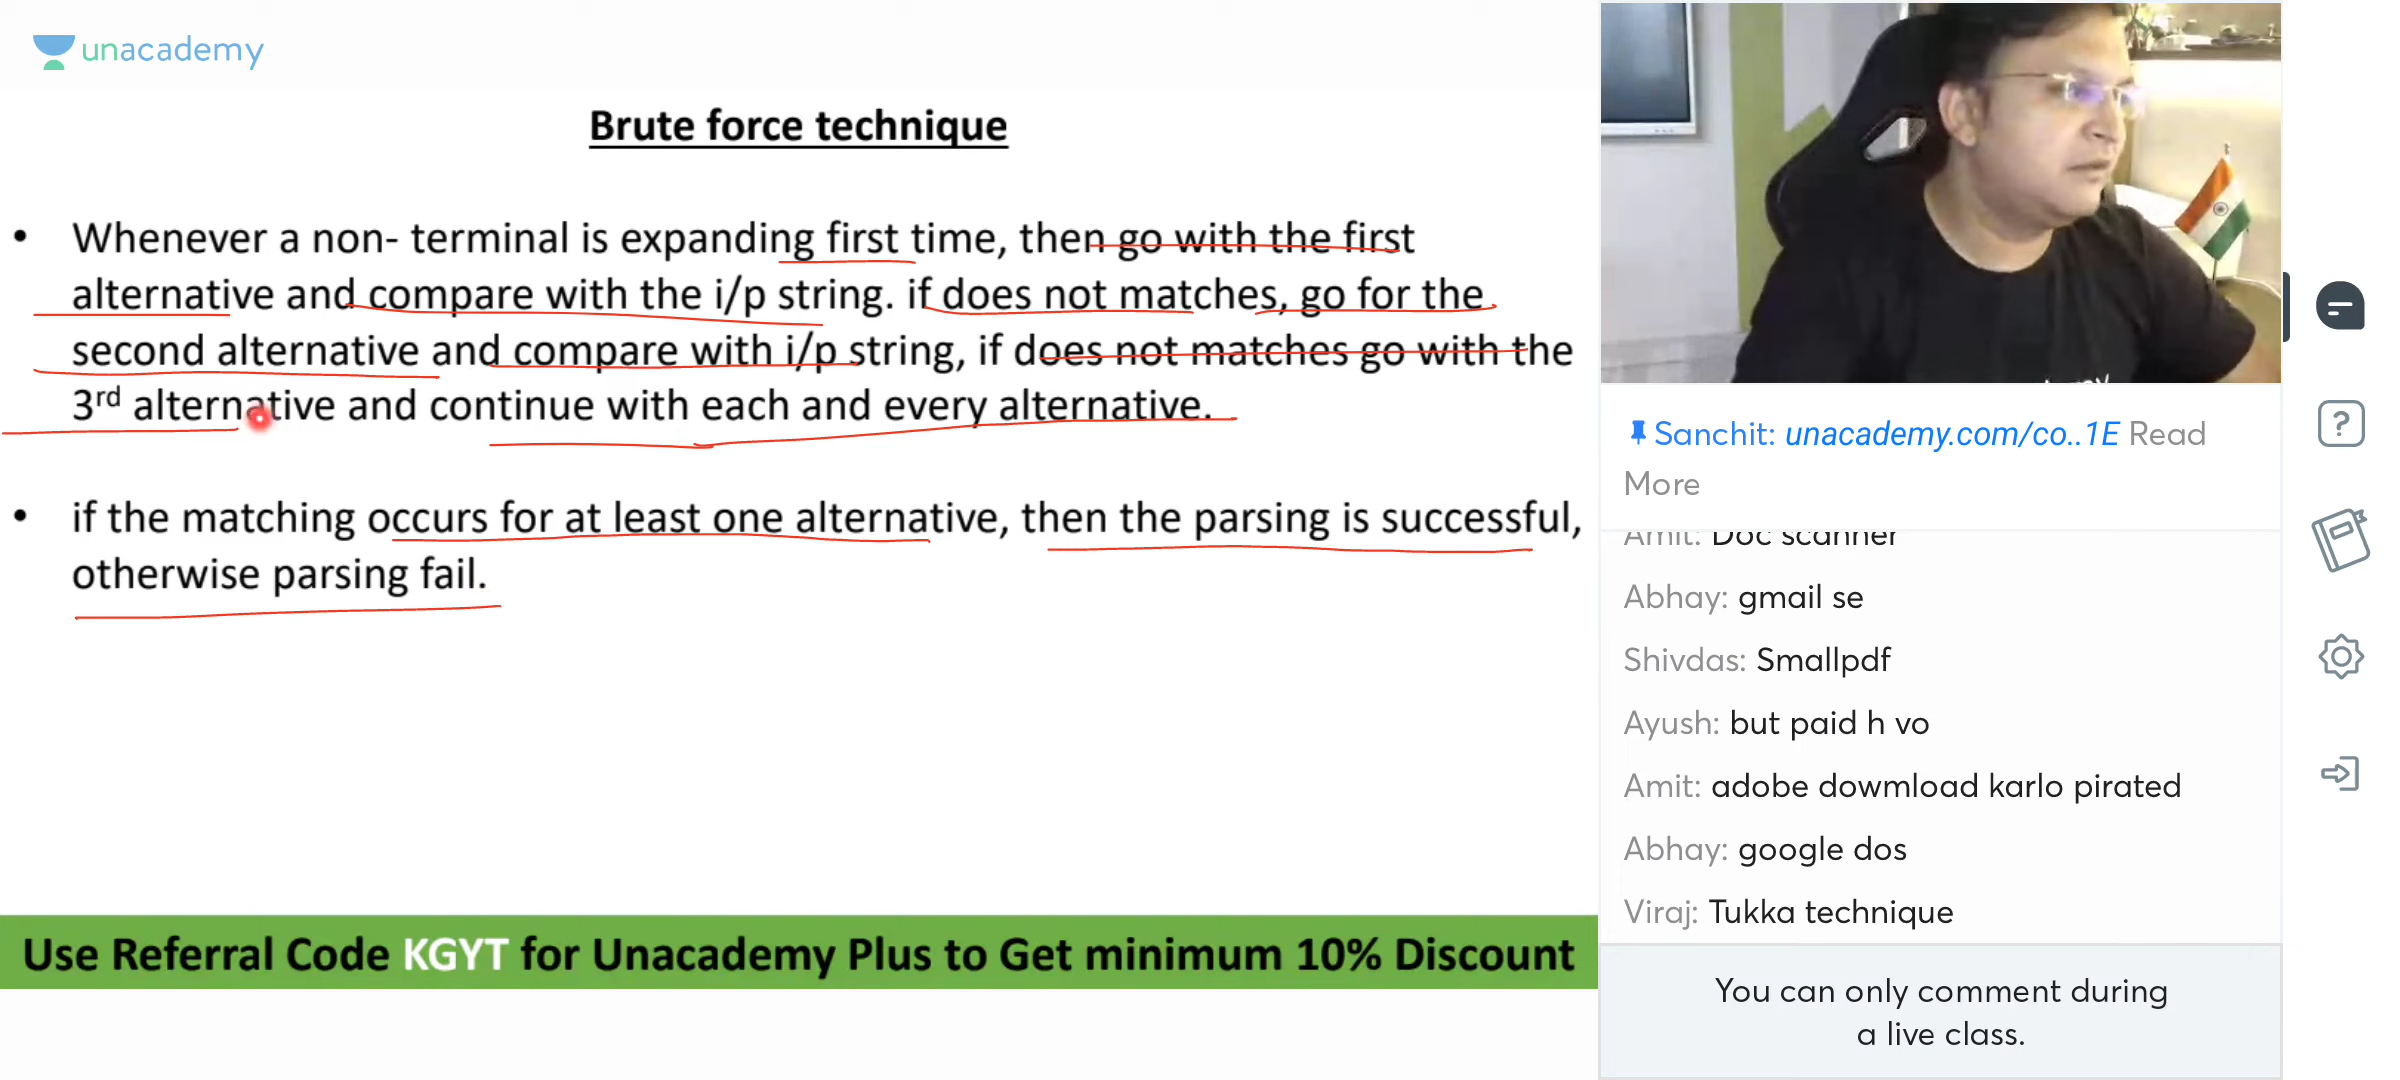 unacademy
Brute force technique
• Whenever a non- terminal is expanding first time, then go with the first
alternative and compare with the i/p string. if does not matches, go for the
second alternative and compare with i/p string, if does not matches go with the
3rd alternative and continue with each and every alternative.
• if the matching occurs for at least one alternative, then the parsing is successful,
otherwise parsing fail.
Use Referral Code KGYT for Unacademy Plus to Get minimum 10% Discount
Sanchit: unacademy.com/co..1E Read
More
Amit: Doc scanner
Abhay: gmail se
Shivdas: Smallpdf
Ayush: but paid h vo
Amit: adobe dowmload karlo pirated
Abhay: google dos
Viraj: Tukka technique
You can only comment during
a live class.